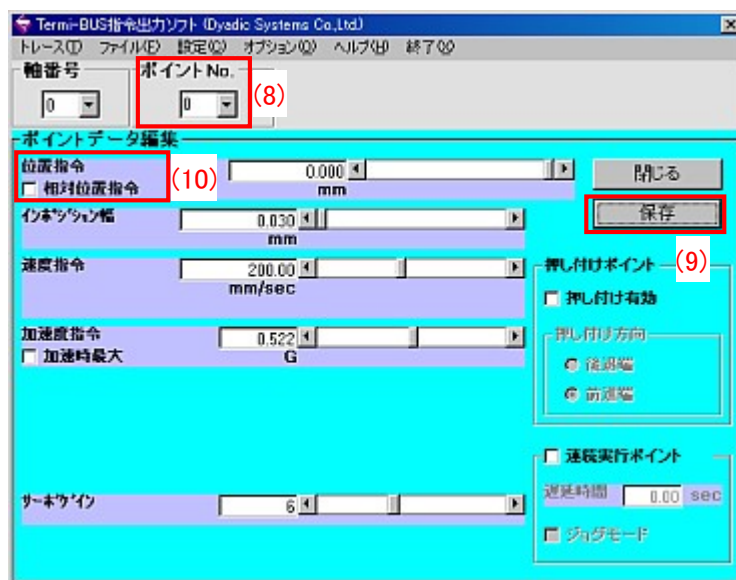 Termi-BUS指令出力ソフト (Dyadic Systems Co.,Ltd.)
トレース(T) ファイル(F) 設定(C) オプション(O) ヘルプ(H) 終了(X)
軸番号 ポイントNo.
0 0 (8)
ポイントデータ編集
位置指令 0.000 閉じる
相対位置指令 (10) mm
保存
インポジション幅 0.030
mm
(9)
速度指令 200.00 押し付けポイント
mm/sec
押し付け有効
加速度指令 0.522 押し付け方向
加速時最大 G
後退端
前進端
連続実行ポイント
サーボゲイン 6 遅延時間 0.00 sec
ジョグモード